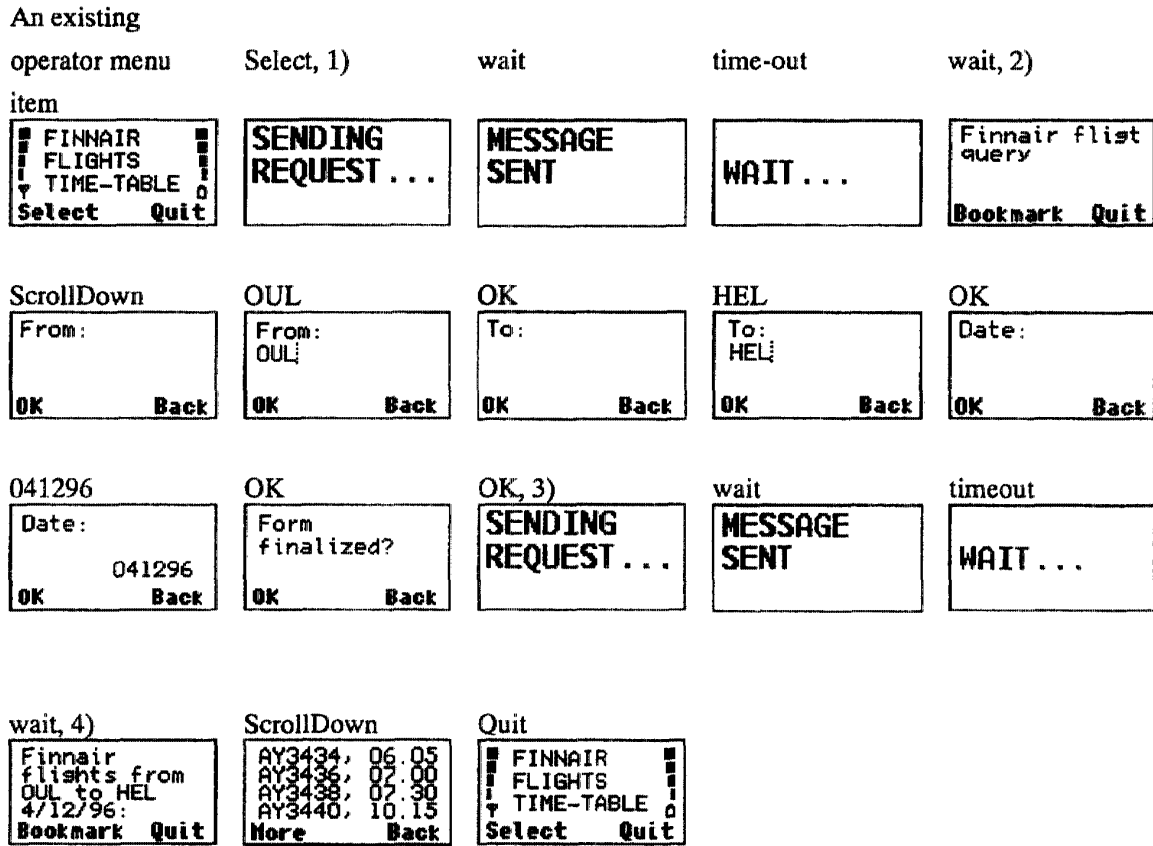 An existing
operator menu Select, 1) wait time-out wait, 2)
item
FINNAIR
FLIGHTS
TIME-TABLE
Select Quit
SENDING
REQUEST...
MESSAGE
SENT
WAIT...
Finnair flist
query
Bookmark Quit
ScrollDown OUL OK HEL OK
From:
OK Back
From:
OUL
OK Back
To:
OK Back
To:
HEL
OK Back
Date:
OK Back
041296 OK OK, 3) wait timeout
Date:
041296
OK Back
Form
finalized?
OK Back
SENDING
REQUEST...
MESSAGE
SENT
WAIT...
wait, 4) ScrollDown Quit
Finnair
flights from
OUL to HEL
4/12/96:
Bookmark Quit
AY3434, 06.05
AY3436, 07.00
AY3438, 07.30
AY3440, 10.15
More Back
FINNAIR
FLIGHTS
TIME-TABLE
Select Quit